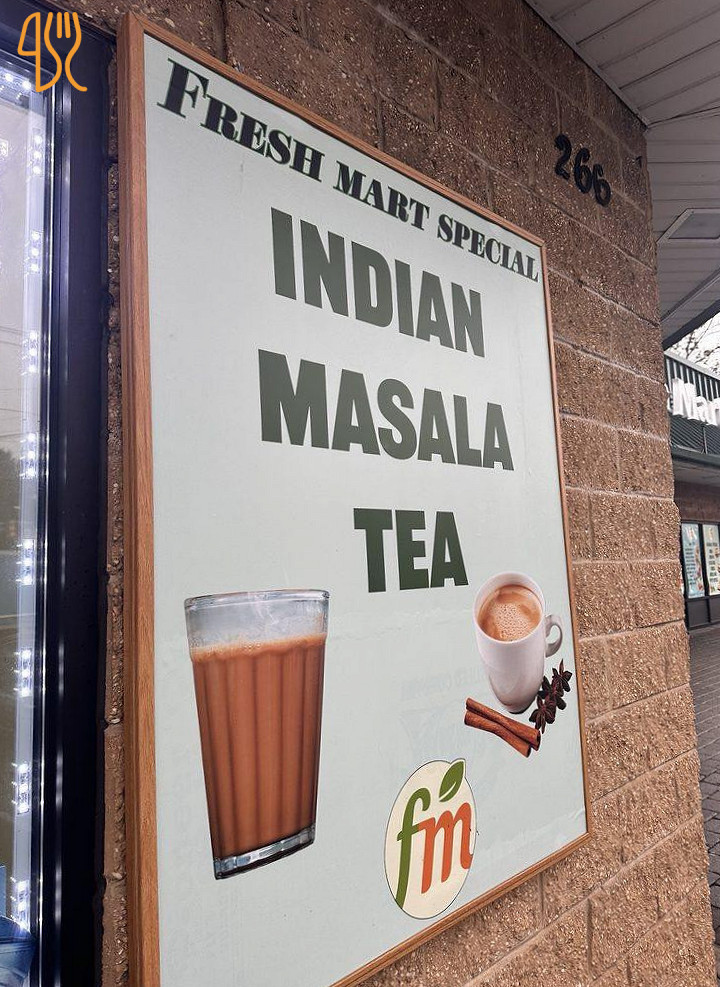 FRESH MART SPECIAL
266
INDIAN
MASALA
TEA
fm